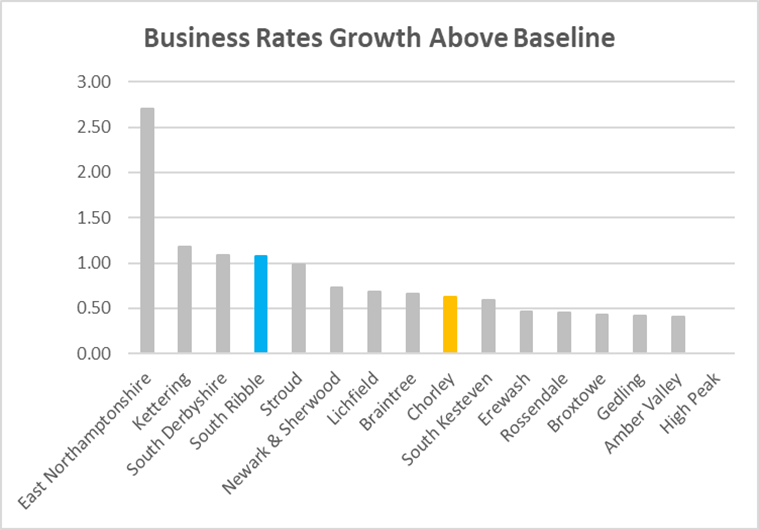 Business Rates Growth Above Baseline
3.00
2.50
2.00
1.50
1.00
0.50
0.00
East Northamptonshire
Kettering
South Derbyshire
South Ribble
Stroud
Newark & Sherwood
Lichfield
Braintree
Chorley
South Kesteven
Erewash
Rossendale
Broxtowe
Gedling
Amber Valley
High Peak